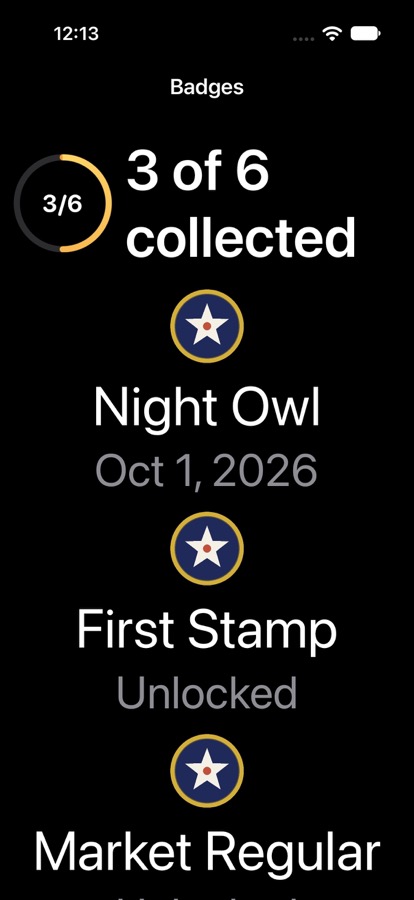 12:13
Badges
3/6
3 of 6
collected
Night Owl
Oct 1, 2026
First Stamp
Unlocked
Market Regular